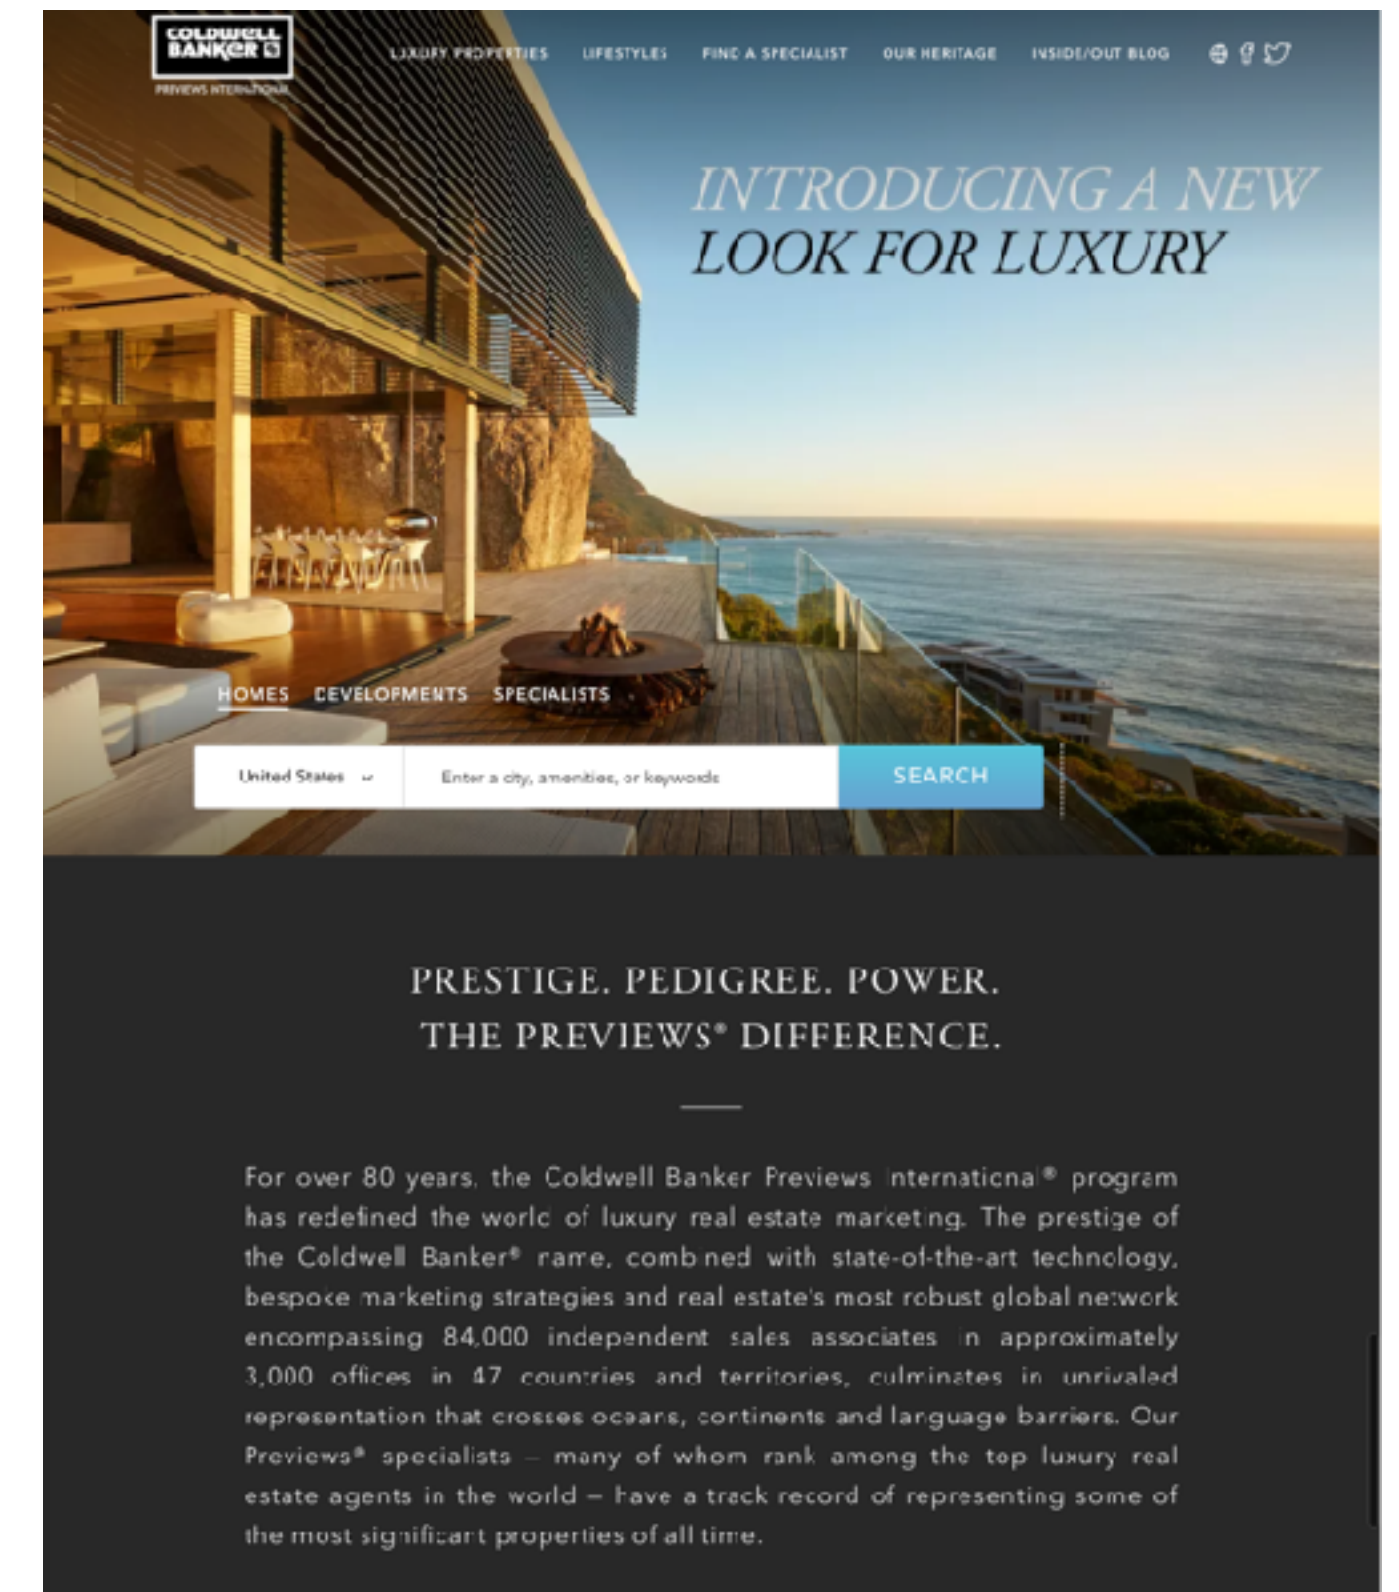 COLDWELL
BANKER
PREVIEWS INTERNATIONAL
LUXURY PROPERTIES LIFESTYLES FIND A SPECIALIST OUR HERITAGE INSIDE/OUT BLOG
INTRODUCING A NEW
LOOK FOR LUXURY
HOMES DEVELOPMENTS SPECIALISTS
United States Enter a city, amenities, or keywords SEARCH
PRESTIGE. PEDIGREE. POWER.
THE PREVIEWS® DIFFERENCE.
For over 80 years, the Coldwell Banker Previews International® program
has redefined the world of luxury real estate marketing. The prestige of
the Coldwell Banker® name, combined with state-of-the-art technology,
bespoke marketing strategies and real estate's most robust global network
encompassing 84,000 independent sales associates in approximately
3,000 offices in 47 countries and territories, culminates in unrivaled
representation that crosses oceans, continents and language barriers. Our
Previews® specialists – many of whom rank among the top luxury real
estate agents in the world – have a track record of representing some of
the most significant properties of all time.